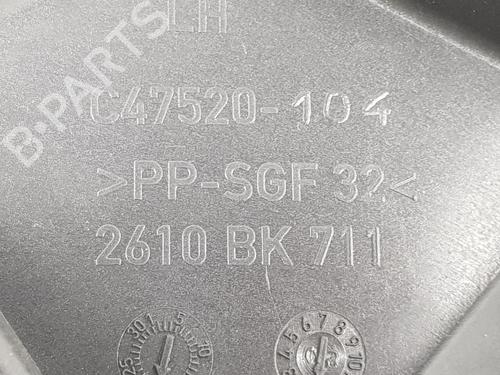 LH
B-PARTS
C47520-104
>PP-SGF 32<
2610 BK 711